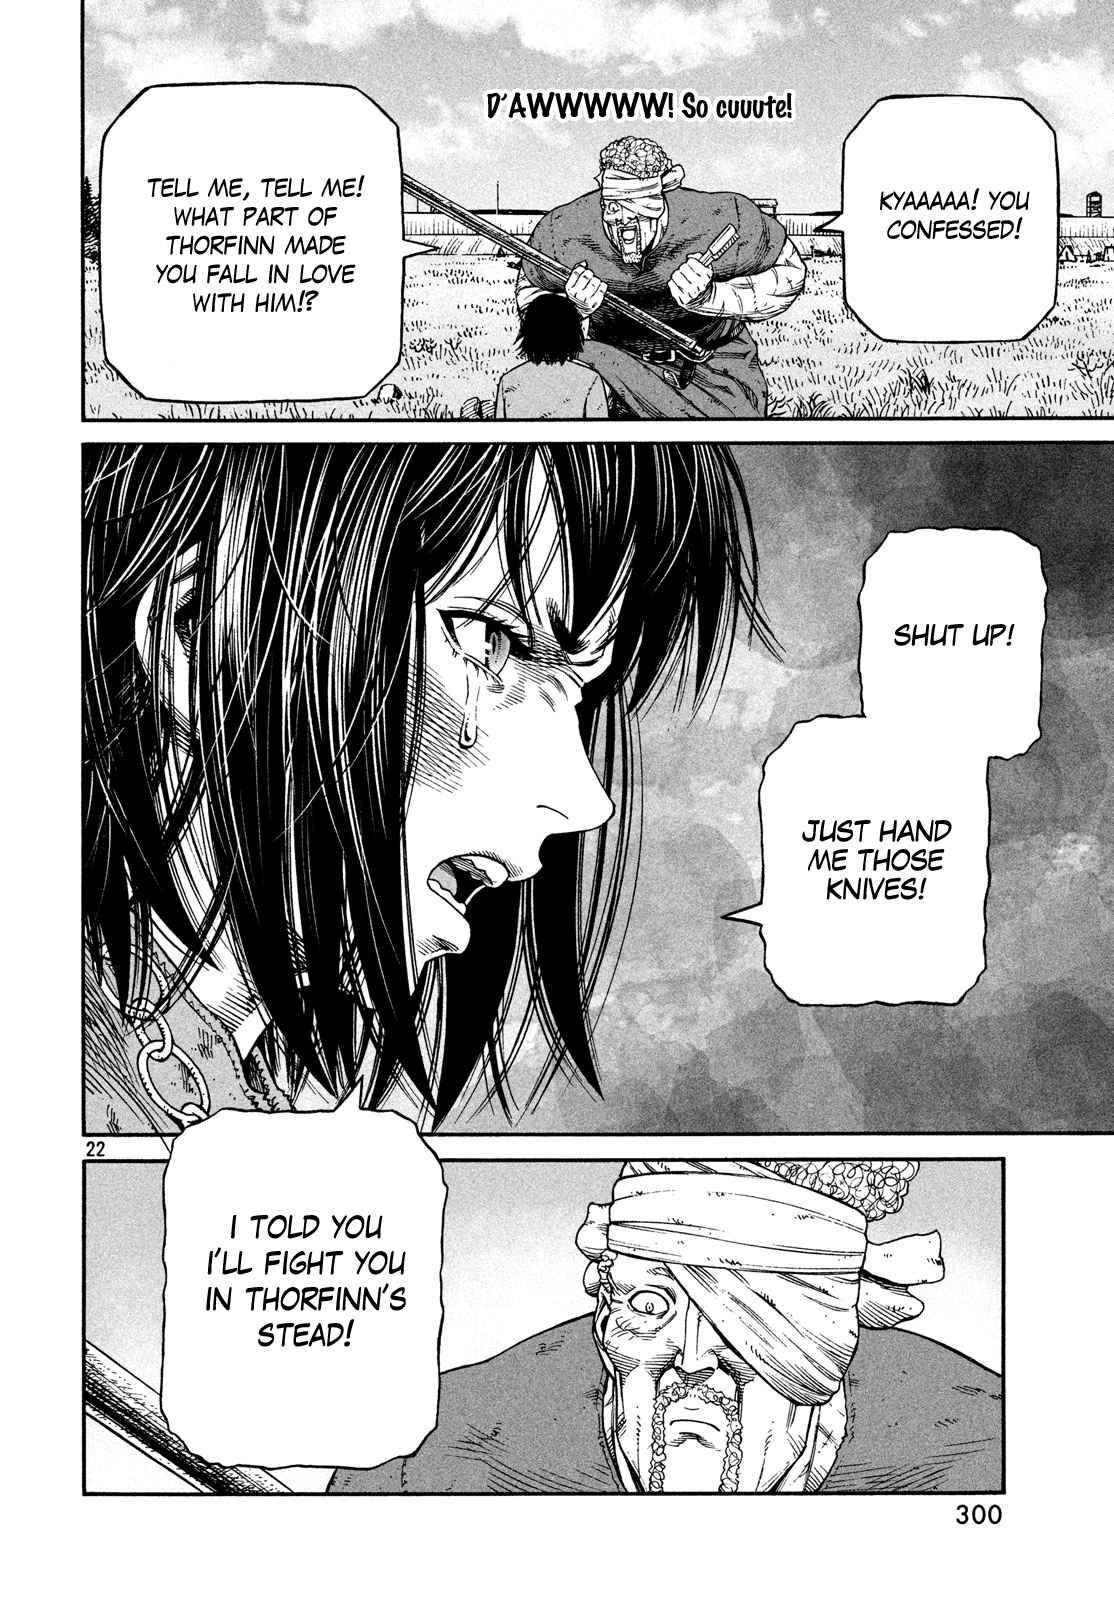 KYAAAAA! YOU
CONFESSED!
D'AWWWWW! So cuuute!
TELL ME, TELL ME!
WHAT PART OF
THORFINN MADE
YOU FALL IN LOVE
WITH HIM!?
SHUT UP!
JUST HAND
ME THOSE
KNIVES!
22
I TOLD YOU
I'LL FIGHT YOU
IN THORFINN'S
STEAD!
300